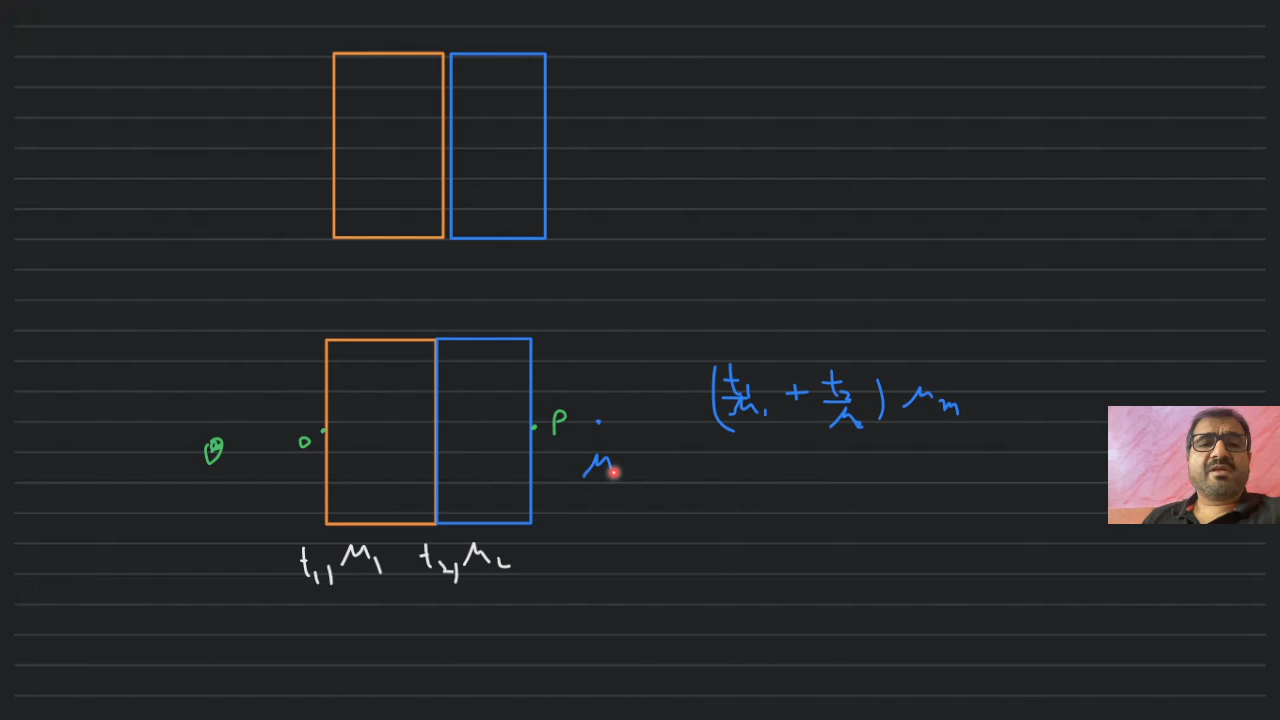 (t₁/μ₁ + t₂/μ₂) μₘ
O P
μ
t₁, μ₁ t₂, μ₂